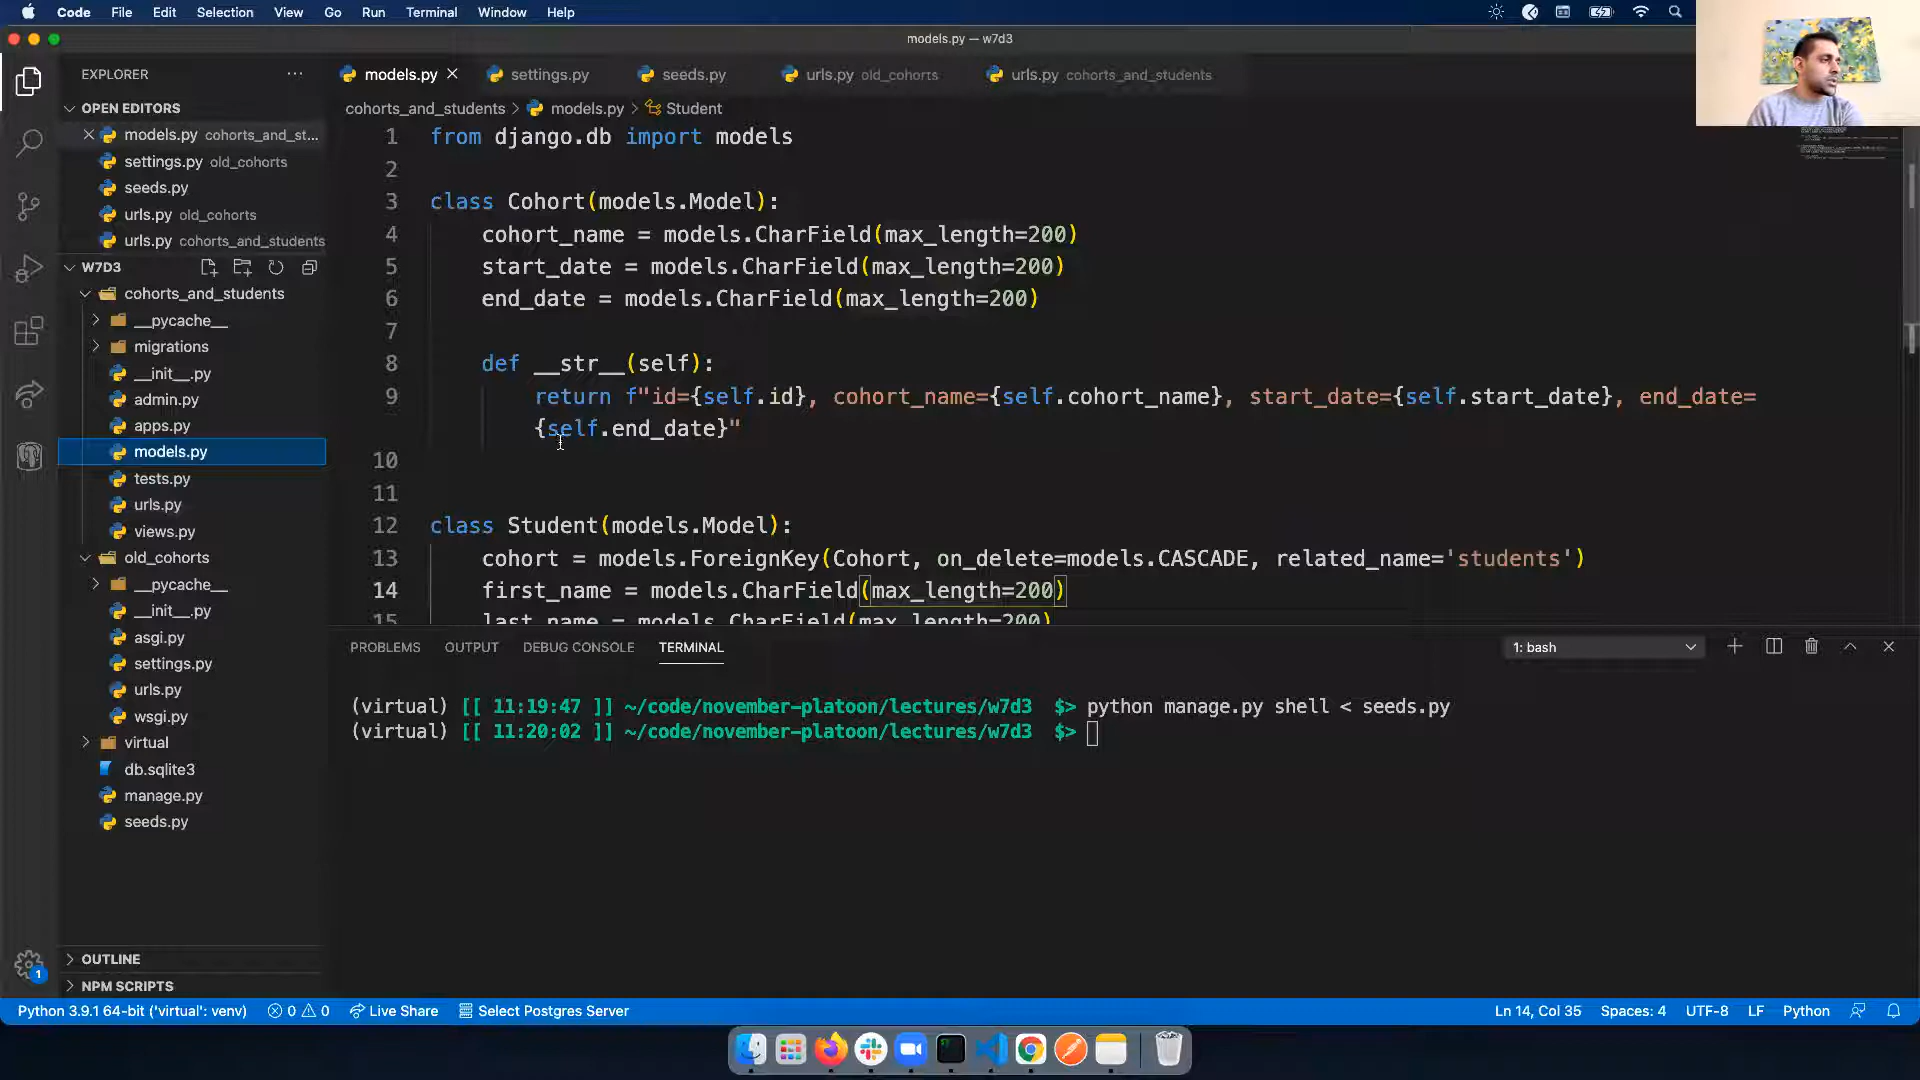 Code File Edit Selection View Go Run Terminal Window Help
models.py — w7d3
EXPLORER
models.py
settings.py
seeds.py
urls.py old_cohorts
urls.py cohorts_and_students
OPEN EDITORS
models.py cohorts_and_st...
settings.py old_cohorts
seeds.py
urls.py old_cohorts
urls.py cohorts_and_students
W7D3
cohorts_and_students
__pycache__
migrations
__init__.py
admin.py
apps.py
models.py
tests.py
urls.py
views.py
old_cohorts
__pycache__
__init__.py
asgi.py
settings.py
urls.py
wsgi.py
virtual
db.sqlite3
manage.py
seeds.py
OUTLINE
NPM SCRIPTS
cohorts_and_students > models.py > Student
1 from django.db import models
2
3 class Cohort(models.Model):
4 cohort_name = models.CharField(max_length=200)
5 start_date = models.CharField(max_length=200)
6 end_date = models.CharField(max_length=200)
7
8 def __str__(self):
9 return f"id={self.id}, cohort_name={self.cohort_name}, start_date={self.start_date}, end_date=
{self.end_date}"
10
11
12 class Student(models.Model):
13 cohort = models.ForeignKey(Cohort, on_delete=models.CASCADE, related_name='students')
14 first_name = models.CharField(max_length=200)
15 last_name = models.CharField(max_length=200)
PROBLEMS OUTPUT DEBUG CONSOLE TERMINAL
1: bash
(virtual) [[ 11:19:47 ]] ~/code/november-platoon/lectures/w7d3 $> python manage.py shell < seeds.py
(virtual) [[ 11:20:02 ]] ~/code/november-platoon/lectures/w7d3 $>
1
Python 3.9.1 64-bit ('virtual': venv) 0 0 Live Share Select Postgres Server
Ln 14, Col 35 Spaces: 4 UTF-8 LF Python